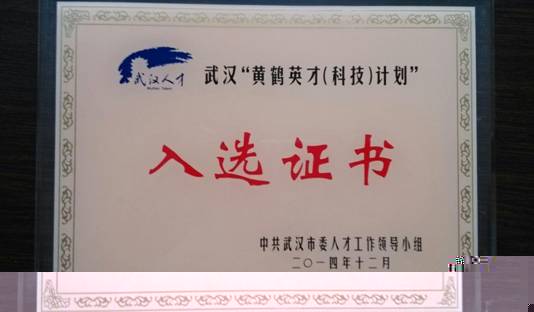 武汉人才
Wuhan Talent
武汉“黄鹤英才(科技)计划”
入选证书
中共武汉市委人才工作领导小组
二〇一四年十二月